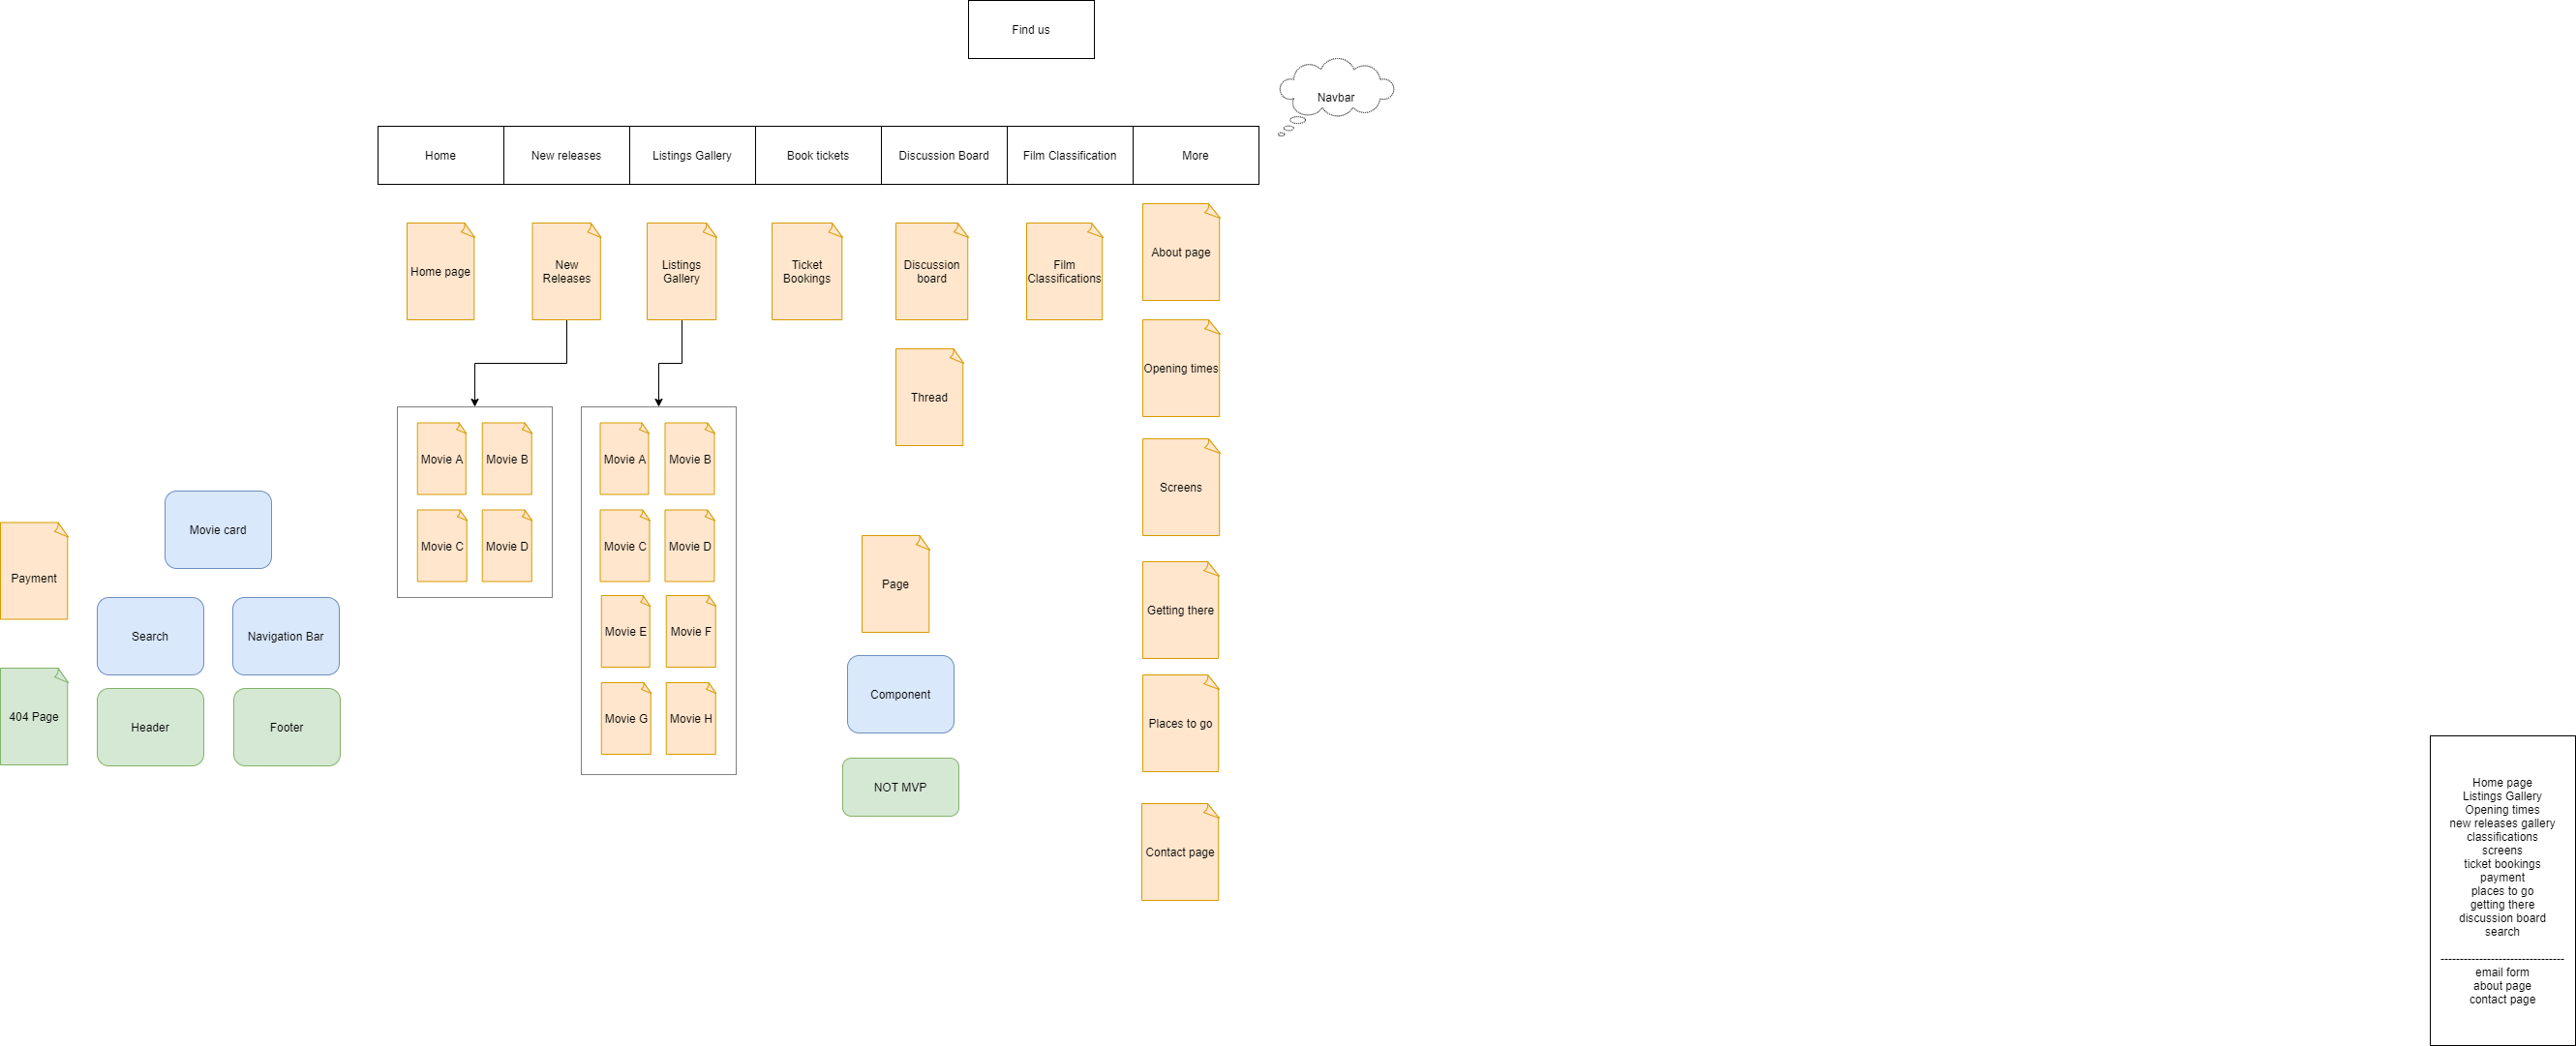 Find us
Navbar
Home
New releases
Listings Gallery
Book tickets
Discussion Board
Film Classification
More
Home page
New
Releases
Listings
Gallery
Ticket
Bookings
Discussion
board
Film
Classifications
About page
Opening times
Thread
Screens
Getting there
Places to go
Contact page
Movie A
Movie B
Movie C
Movie D
Movie A
Movie B
Movie C
Movie D
Movie E
Movie F
Movie G
Movie H
Movie card
Payment
Search
Navigation Bar
404 Page
Header
Footer
Page
Component
NOT MVP
Home page
Listings Gallery
Opening times
new releases gallery
classifications
screens
ticket bookings
payment
places to go
getting there
discussion board
search
--------------------------------
email form
about page
contact page